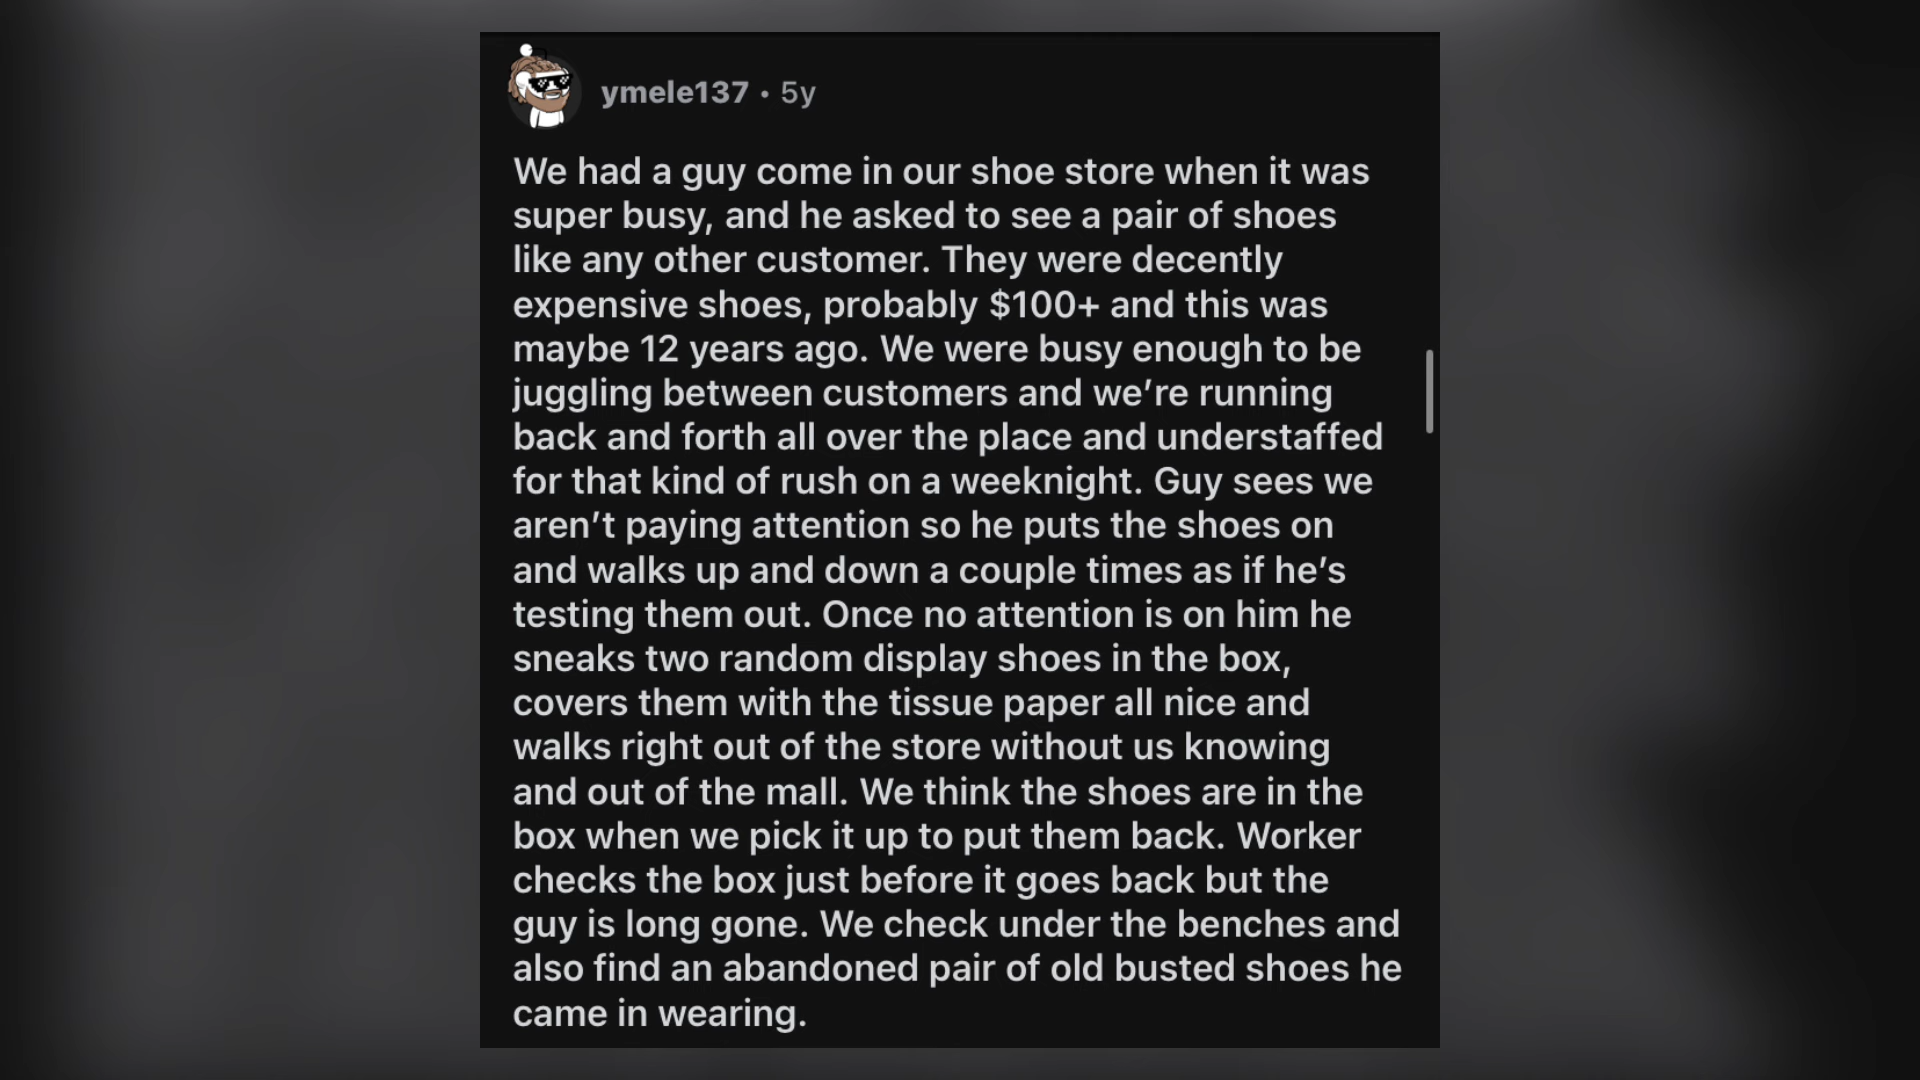 ymele137 • 5y
We had a guy come in our shoe store when it was
super busy, and he asked to see a pair of shoes
like any other customer. They were decently
expensive shoes, probably $100+ and this was
maybe 12 years ago. We were busy enough to be
juggling between customers and we’re running
back and forth all over the place and understaffed
for that kind of rush on a weeknight. Guy sees we
aren’t paying attention so he puts the shoes on
and walks up and down a couple times as if he’s
testing them out. Once no attention is on him he
sneaks two random display shoes in the box,
covers them with the tissue paper all nice and
walks right out of the store without us knowing
and out of the mall. We think the shoes are in the
box when we pick it up to put them back. Worker
checks the box just before it goes back but the
guy is long gone. We check under the benches and
also find an abandoned pair of old busted shoes he
came in wearing.